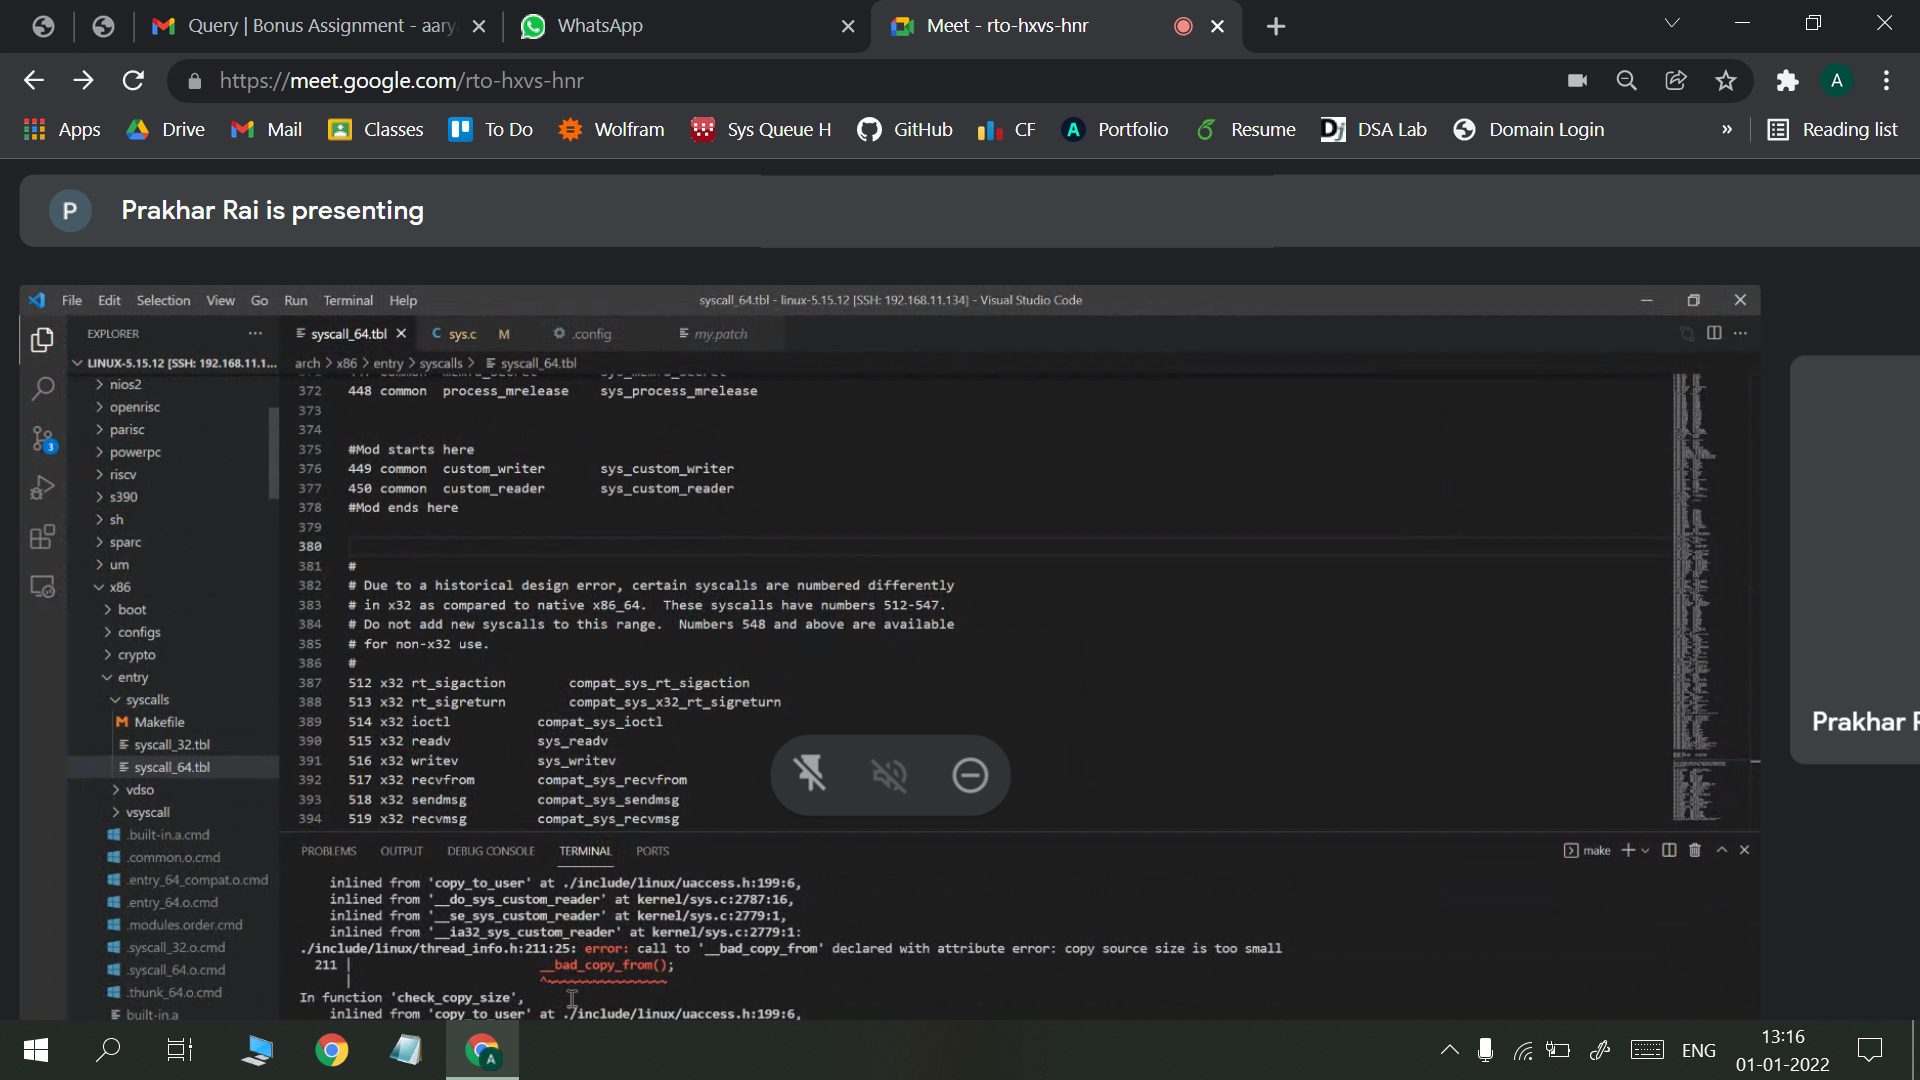 Query | Bonus Assignment - aary
WhatsApp
Meet - rto-hxvs-hnr
https://meet.google.com/rto-hxvs-hnr
A
Apps
Drive
Mail
Classes
To Do
Wolfram
Sys Queue H
GitHub
CF
Portfolio
Resume
DSA Lab
Domain Login
»
Reading list
P
Prakhar Rai is presenting
File Edit Selection View Go Run Terminal Help
syscall_64.tbl - linux-5.15.12 [SSH: 192.168.11.134] - Visual Studio Code
EXPLORER
syscall_64.tbl
C sys.c M
.config
my.patch
LINUX-5.15.12 [SSH: 192.168.11.1...
arch > x86 > entry > syscalls > syscall_64.tbl
nios2
openrisc
parisc
powerpc
riscv
s390
sh
sparc
um
x86
boot
configs
crypto
entry
syscalls
M Makefile
syscall_32.tbl
syscall_64.tbl
vdso
vsyscall
.built-in.a.cmd
.common.o.cmd
.entry_64_compat.o.cmd
.entry_64.o.cmd
.modules.order.cmd
.syscall_32.o.cmd
.syscall_64.o.cmd
.thunk_64.o.cmd
built-in.a
3
372 448 common process_mrelease sys_process_mrelease
373
374
375 #Mod starts here
376 449 common custom_writer sys_custom_writer
377 450 common custom_reader sys_custom_reader
378 #Mod ends here
379
380
381 #
382 # Due to a historical design error, certain syscalls are numbered differently
383 # in x32 as compared to native x86_64. These syscalls have numbers 512-547.
384 # Do not add new syscalls to this range. Numbers 548 and above are available
385 # for non-x32 use.
386 #
387 512 x32 rt_sigaction compat_sys_rt_sigaction
388 513 x32 rt_sigreturn compat_sys_x32_rt_sigreturn
389 514 x32 ioctl compat_sys_ioctl
390 515 x32 readv sys_readv
391 516 x32 writev sys_writev
392 517 x32 recvfrom compat_sys_recvfrom
393 518 x32 sendmsg compat_sys_sendmsg
394 519 x32 recvmsg compat_sys_recvmsg
Prakhar R
PROBLEMS OUTPUT DEBUG CONSOLE TERMINAL PORTS
make
inlined from 'copy_to_user' at ./include/linux/uaccess.h:199:6,
inlined from '__do_sys_custom_reader' at kernel/sys.c:2787:16,
inlined from '__se_sys_custom_reader' at kernel/sys.c:2779:1,
inlined from '__ia32_sys_custom_reader' at kernel/sys.c:2779:1:
./include/linux/thread_info.h:211:25: error: call to '__bad_copy_from' declared with attribute error: copy source size is too small
211 | __bad_copy_from();
| ^~~~~~~~~~~~~~~~~
In function 'check_copy_size',
inlined from 'copy_to_user' at ./include/linux/uaccess.h:199:6,
A
ENG
13:16
01-01-2022